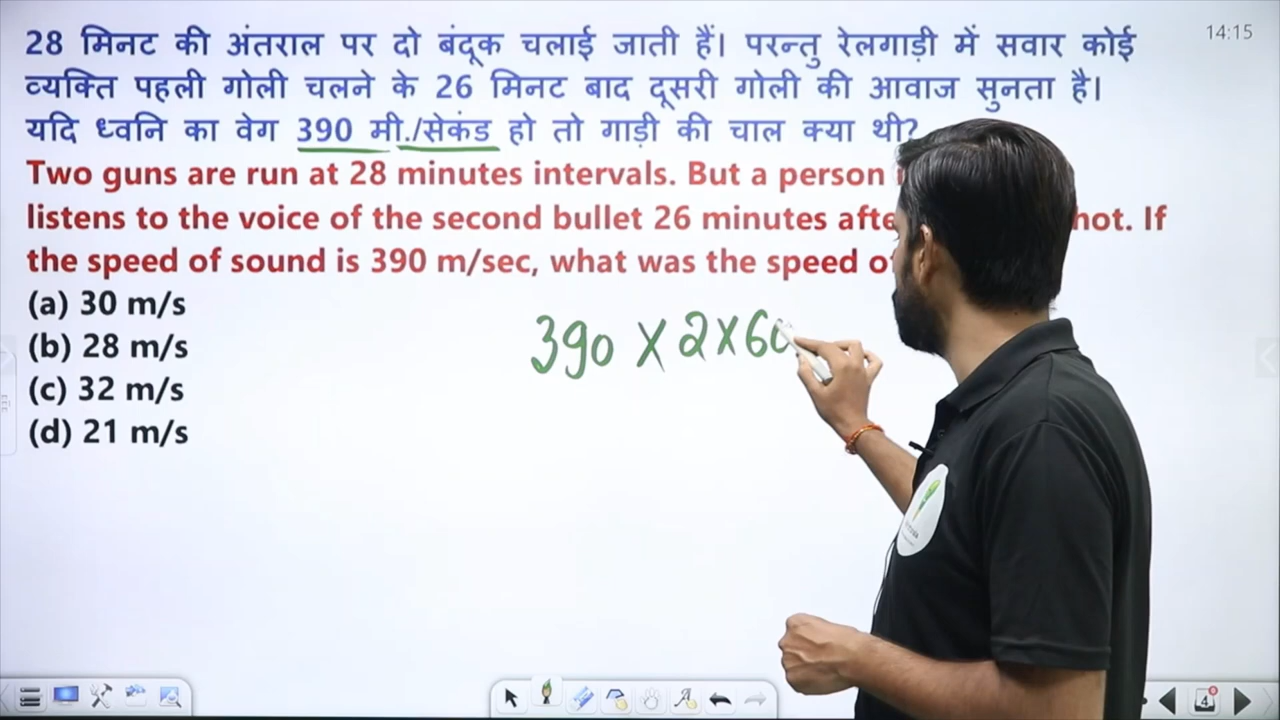 28 मिनट की अंतराल पर दो बंदूक चलाई जाती हैं। परन्तु रेलगाड़ी में सवार कोई
14:15
व्यक्ति पहली गोली चलने के 26 मिनट बाद दूसरी गोली की आवाज सुनता है।
यदि ध्वनि का वेग 390 मी./सेकंड हो तो गाड़ी की चाल क्या थी?
Two guns are run at 28 minutes intervals. But a person
listens to the voice of the second bullet 26 minutes If
the speed of sound is 390 m/sec, what was the speed
(a) 30 m/s
390 X 2 X 60
(b) 28 m/s
(c) 32 m/s
(d) 21 m/s
4